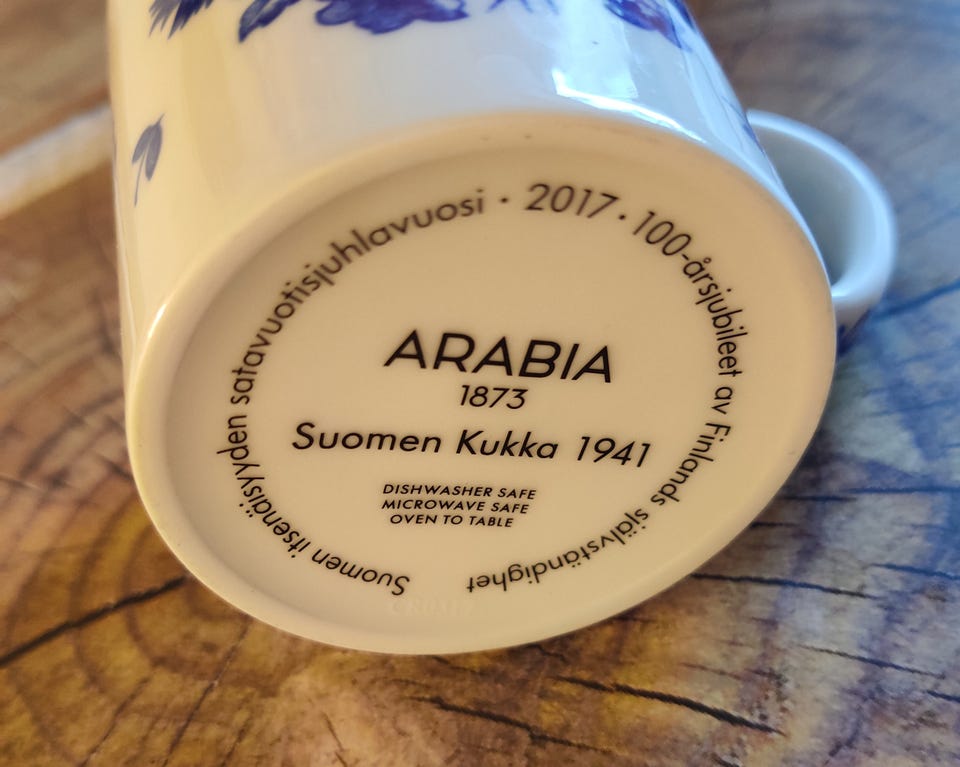 Suomen itsenäisyyden satavuotisjuhlavuosi · 2017 · 100-årsjubileet av Finlands självständighet
ARABIA
1873
Suomen Kukka 1941
DISHWASHER SAFE
MICROWAVE SAFE
OVEN TO TABLE